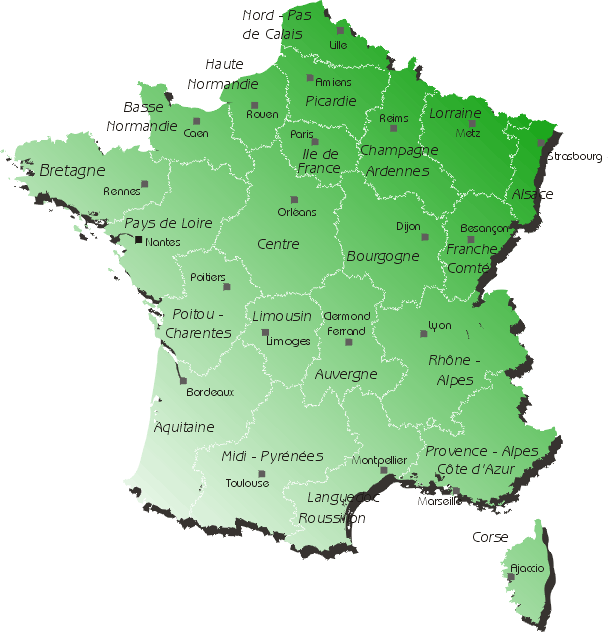 Nord - Pas
de Calais
Lille
Haute
Normandie
Amiens
Picardie
Basse
Normandie
Rouen
Caen
Reims
Lorraine
Metz
Paris
Ile de
France
Champagne
Ardennes
Strasbourg
Alsace
Bretagne
Rennes
Orléans
Pays de Loire
Nantes
Centre
Dijon
Bourgogne
Besançon
Franche
Comté
Poitiers
Poitou -
Charentes
Limousin
Limoges
Clermond
Ferrand
Auvergne
Lyon
Rhône -
Alpes
Bordeaux
Aquitaine
Midi - Pyrénées
Toulouse
Montpellier
Languedoc
Roussillon
Provence - Alpes
Côte d'Azur
Marseille
Corse
Ajaccio